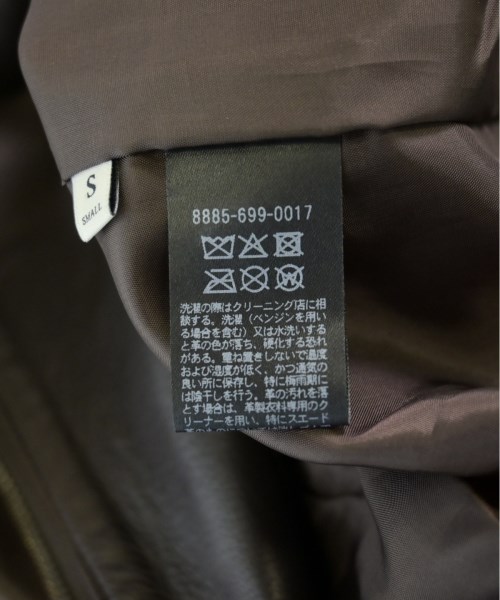 S
SMALL
8885-699-0017
洗濯の際はクリーニング店に相
談する。洗濯（ベンジンを用い
る場合を含む）又は水洗いする
と革の色が落ち、硬化する恐れ
がある。重ね置きしないで温度
および湿度が低く、かつ通気の
良い所に保存し、特に梅雨期に
は陰干しを行う。革の汚れを落
とす場合は、革製衣料専用のク
リーナーを用い、特にスエード